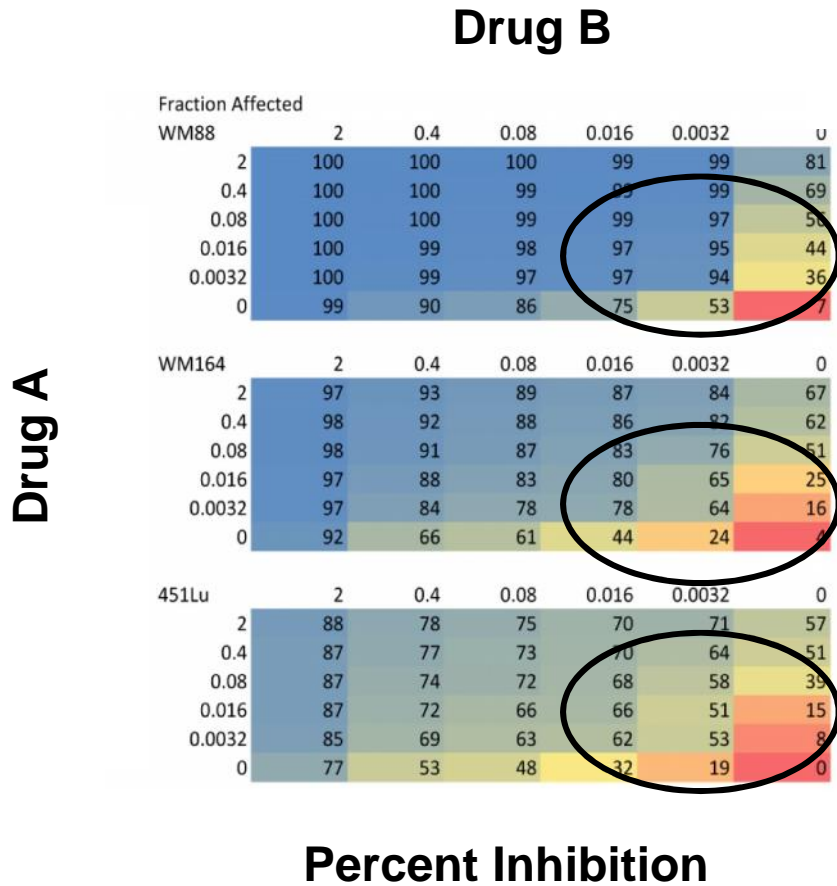 Drug B
Fraction Affected
WM88 2 0.4 0.08 0.016 0.0032 0
2 100 100 100 99 99 81
0.4 100 100 99 99 99 69
0.08 100 100 99 99 97 56
0.016 100 99 98 97 95 44
0.0032 100 99 97 97 94 36
0 99 90 86 75 53 7
Drug A
WM164 2 0.4 0.08 0.016 0.0032 0
2 97 93 89 87 84 67
0.4 98 92 88 86 82 62
0.08 98 91 87 83 76 51
0.016 97 88 83 80 65 25
0.0032 97 84 78 78 64 16
0 92 66 61 44 24 4
451Lu 2 0.4 0.08 0.016 0.0032 0
2 88 78 75 70 71 57
0.4 87 77 73 70 64 51
0.08 87 74 72 68 58 39
0.016 87 72 66 66 51 15
0.0032 85 69 63 62 53 8
0 77 53 48 32 19 0
Percent Inhibition